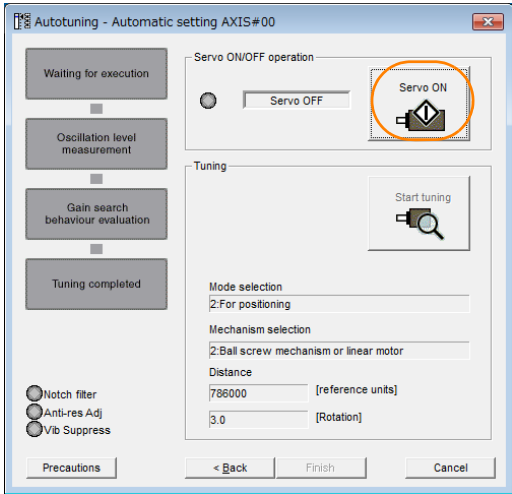 Autotuning - Automatic setting AXIS#00
Waiting for execution
Oscillation level
measurement
Gain search
behaviour evaluation
Tuning completed
Notch filter
Anti-res Adj
Vib Suppress
Servo ON/OFF operation
Servo OFF
Servo ON
Tuning
Start tuning
Mode selection
2:For positioning
Mechanism selection
2:Ball screw mechanism or linear motor
Distance
786000 [reference units]
3.0 [Rotation]
Precautions
< Back
Finish
Cancel